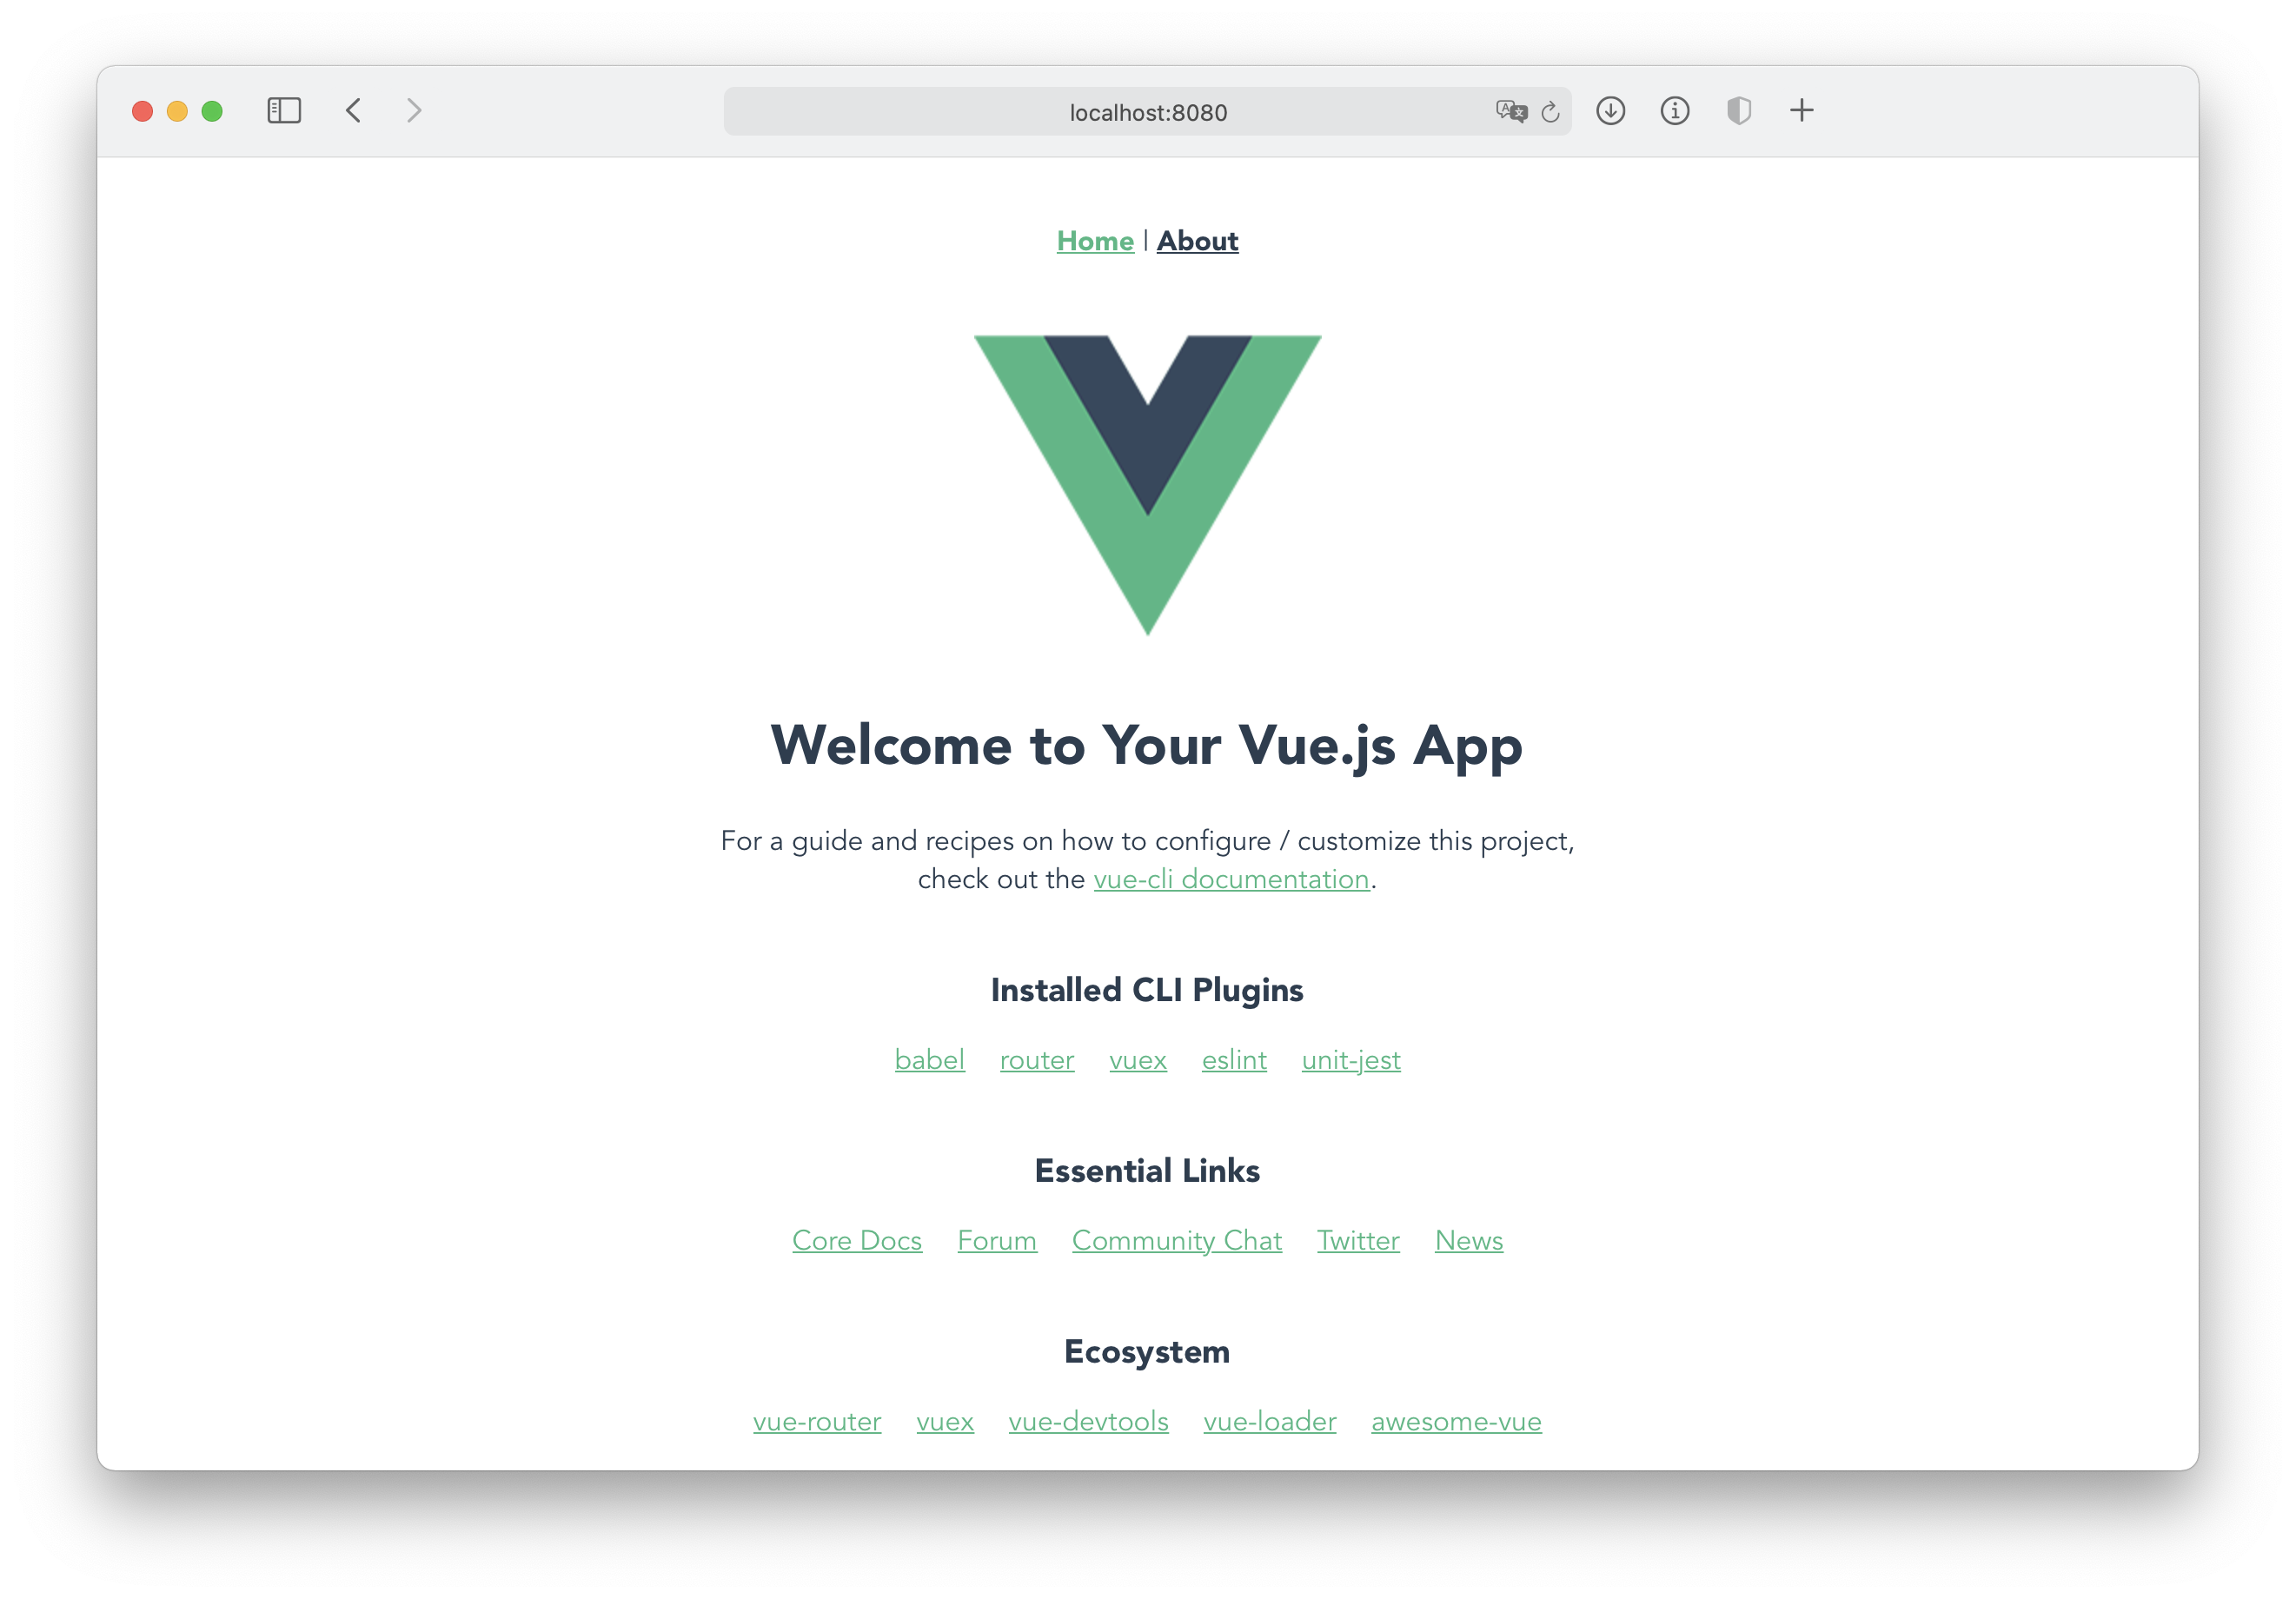 localhost:8080
Home | About
Welcome to Your Vue.js App
For a guide and recipes on how to configure / customize this project,
check out the vue-cli documentation.
Installed CLI Plugins
babel router vuex eslint unit-jest
Essential Links
Core Docs Forum Community Chat Twitter News
Ecosystem
vue-router vuex vue-devtools vue-loader awesome-vue